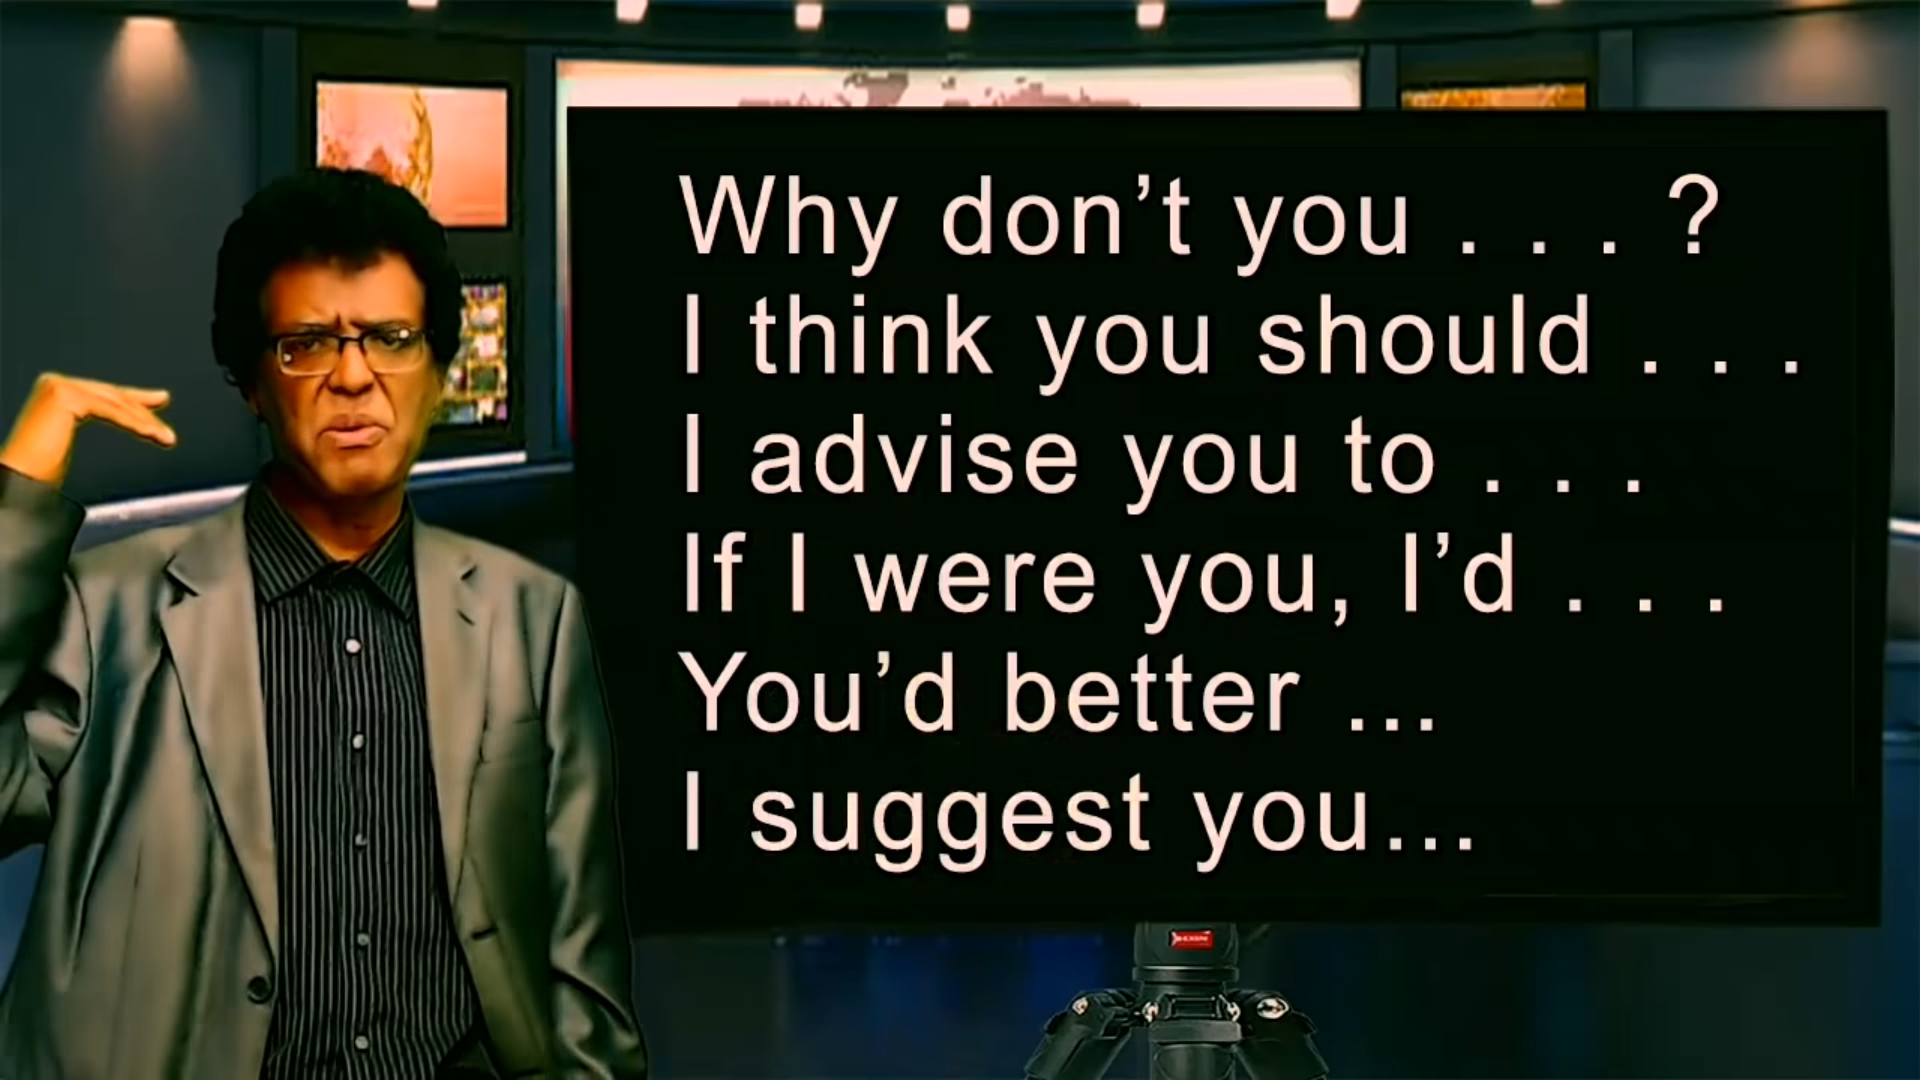 Why don’t you . . . ?
I think you should . . .
I advise you to . . .
If I were you, I’d . . .
You’d better ...
I suggest you...